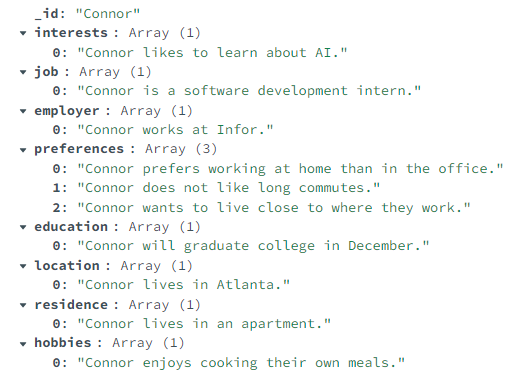 _id: "Connor"
interests : Array (1)
0: "Connor likes to learn about AI."
job : Array (1)
0: "Connor is a software development intern."
employer : Array (1)
0: "Connor works at Infor."
preferences : Array (3)
0: "Connor prefers working at home than in the office."
1: "Connor does not like long commutes."
2: "Connor wants to live close to where they work."
education : Array (1)
0: "Connor will graduate college in December."
location : Array (1)
0: "Connor lives in Atlanta."
residence : Array (1)
0: "Connor lives in an apartment."
hobbies : Array (1)
0: "Connor enjoys cooking their own meals."